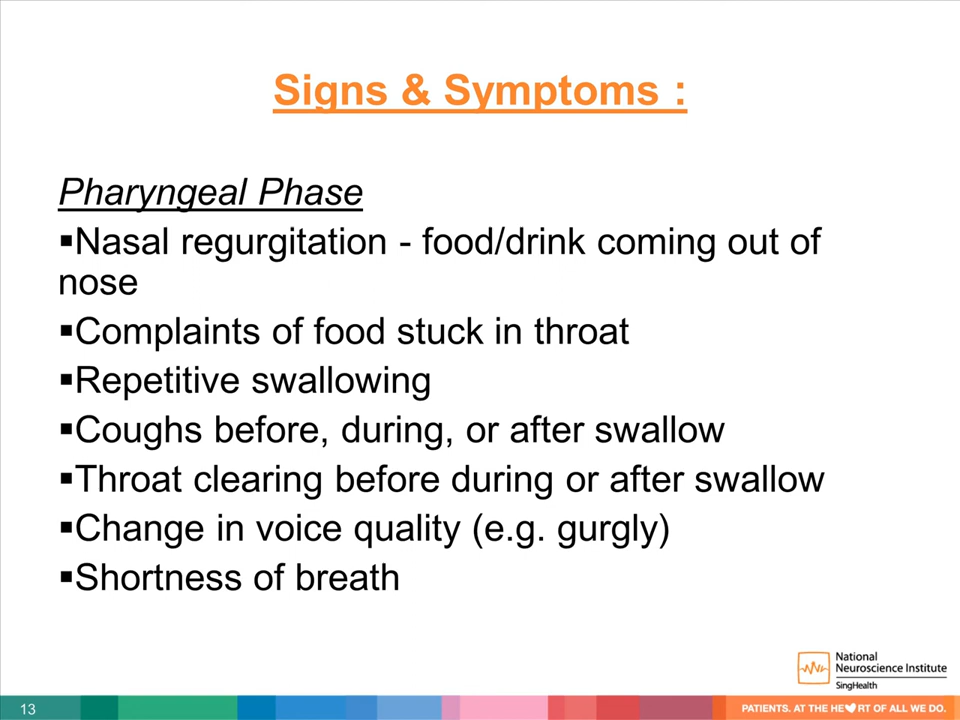 Signs & Symptoms :
Pharyngeal Phase
▪Nasal regurgitation - food/drink coming out of
nose
▪Complaints of food stuck in throat
▪Repetitive swallowing
▪Coughs before, during, or after swallow
▪Throat clearing before during or after swallow
▪Change in voice quality (e.g. gurgly)
▪Shortness of breath
National
Neuroscience Institute
SingHealth
13
PATIENTS. AT THE HE♥RT OF ALL WE DO.